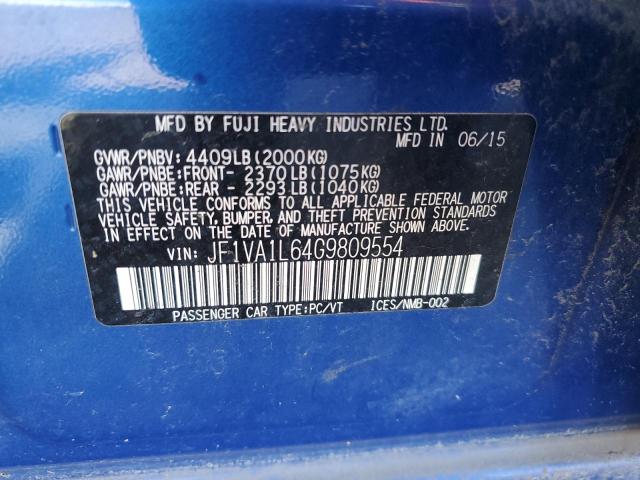 MFD BY FUJI HEAVY INDUSTRIES LTD.
MFD IN 06/15
GVWR/PNBV: 4409LB(2000KG)
GAWR/PNBE:FRONT- 2370LB(1075KG)
GAWR/PNBE:REAR - 2293LB(1040KG)
THIS VEHICLE CONFORMS TO ALL APPLICABLE FEDERAL MOTOR
VEHICLE SAFETY, BUMPER, AND THEFT PREVENTION STANDARDS
IN EFFECT ON THE DATE OF MANUFACTURE SHOWN ABOVE.
VIN: JF1VA1L64G9809554
PASSENGER CAR TYPE:PC/VT ICES/NMB-002